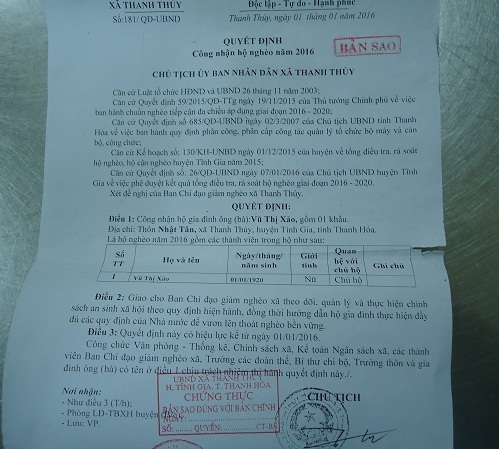 XÃ THANH THỦY
Độc lập - Tự do - Hạnh phúc
Số:181/ QĐ-UBND
Thanh Thủy, ngày 01 tháng 01 năm 2016
QUYẾT ĐỊNH
Công nhận hộ nghèo năm 2016
BẢN SAO
CHỦ TỊCH ỦY BAN NHÂN DÂN XÃ THANH THỦY
Căn cứ Luật tổ chức HĐND và UBND 26 tháng 11 năm 2003;
Căn cứ Quyết định 59/2015/QĐ-TTg ngày 19/11/2015 của Thủ tướng Chính phủ về việc
ban hành chuẩn nghèo tiếp cận đa chiều áp dụng giai đoạn 2016 - 2020;
Căn cứ Quyết định số 685/QĐ-UBND ngày 02/3/2007 của Chủ tịch UBND tỉnh Thanh
Hóa về việc ban hành quy định phân công, phân cấp công tác quản lý tổ chức bộ máy và cán
bộ, công chức;
Căn cứ Kế hoạch số: 130/KH-UNBD ngày 01/12/2015 của huyện về tổng điều tra, rà soát
hộ nghèo, hộ cận nghèo huyện Tĩnh Gia năm 2015;
Căn cứ Quyết định Số: 26/QĐ-UNBD ngày 07/01/2016 của Chủ tịch UBND huyện Tĩnh
Gia về việc phê duyệt kết quả tổng điều tra, rà soát hộ nghèo giai đoạn 2016 - 2020.
Xét đề nghị của Ban Chỉ đạo giảm nghèo xã Thanh Thủy.
QUYẾT ĐỊNH:
Điều 1: Công nhận hộ gia đình ông (bà):Vũ Thị Xảo, gồm 01 khẩu.
Địa chỉ: Thôn Nhật Tân, xã Thanh Thủy, huyện Tĩnh Gia, tỉnh Thanh Hóa.
Là hộ nghèo năm 2016 gồm các thành viên trong hộ như sau:
Số TT Họ và tên Ngày/tháng/ năm sinh Giới tính Quan hệ với chủ hộ Ghi chú
1 Vũ Thị Xảo 01/01/1920 Nữ Chủ hộ
Điều 2: Giao cho Ban Chỉ đạo giảm nghèo xã theo dõi, quản lý và thực hiện chính
sách an sinh xã hội theo quy định hiện hành, đồng thời hướng dẫn hộ gia đình thực hiện đầy
đủ các quy định của Nhà nước để vươn lên thoát nghèo bền vững.
Điều 3: Quyết định này có hiệu lực kể từ ngày 01/01/2016.
Công chức Văn phòng - Thống kê, Chính sách xã, Kế toán Ngân sách xã, các thành
viên Ban Chỉ đạo giảm nghèo xã, Trưởng các đoàn thể, Bí thư chi bộ, Trưởng thôn và gia
đình ông (bà) có tên ở điều 1 chịu trách nhiệm thi hành quyết định này./.
UBND XÃ THANH THỦY
H. TĨNH GIA, T. THANH HÓA
CHỨNG THỰC
BẢN SAO ĐÚNG VỚI BẢN CHÍNH
NGÀY:
SỐ: QUYỂN: CT-BS
Nơi nhận:
- Như điều 3 (T/h);
- Phòng LĐ-TBXH huyện
- Lưu: VP.
CHỦ TỊCH